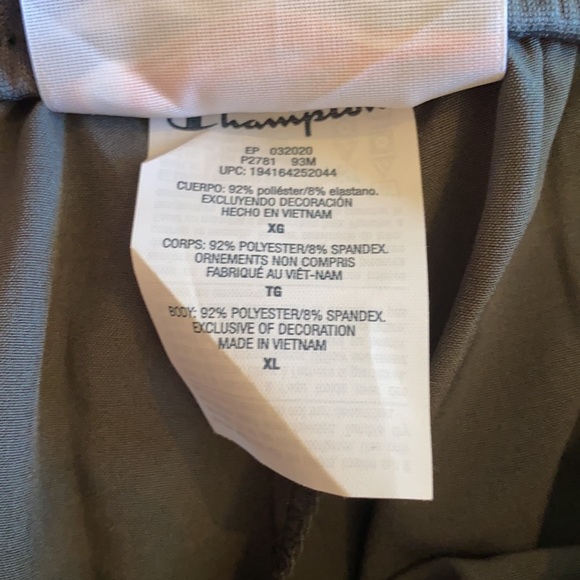 Champion
EP 032020
P2781 93M
UPC: 194164252044
CUERPO: 92% poliéster/8% elastano.
EXCLUYENDO DECORACIÓN
HECHO EN VIETNAM
XG
CORPS: 92% POLYESTER/8% SPANDEX.
ORNEMENTS NON COMPRIS
FABRIQUÉ AU VIÊT-NAM
TG
BODY: 92% POLYESTER/8% SPANDEX.
EXCLUSIVE OF DECORATION
MADE IN VIETNAM
XL